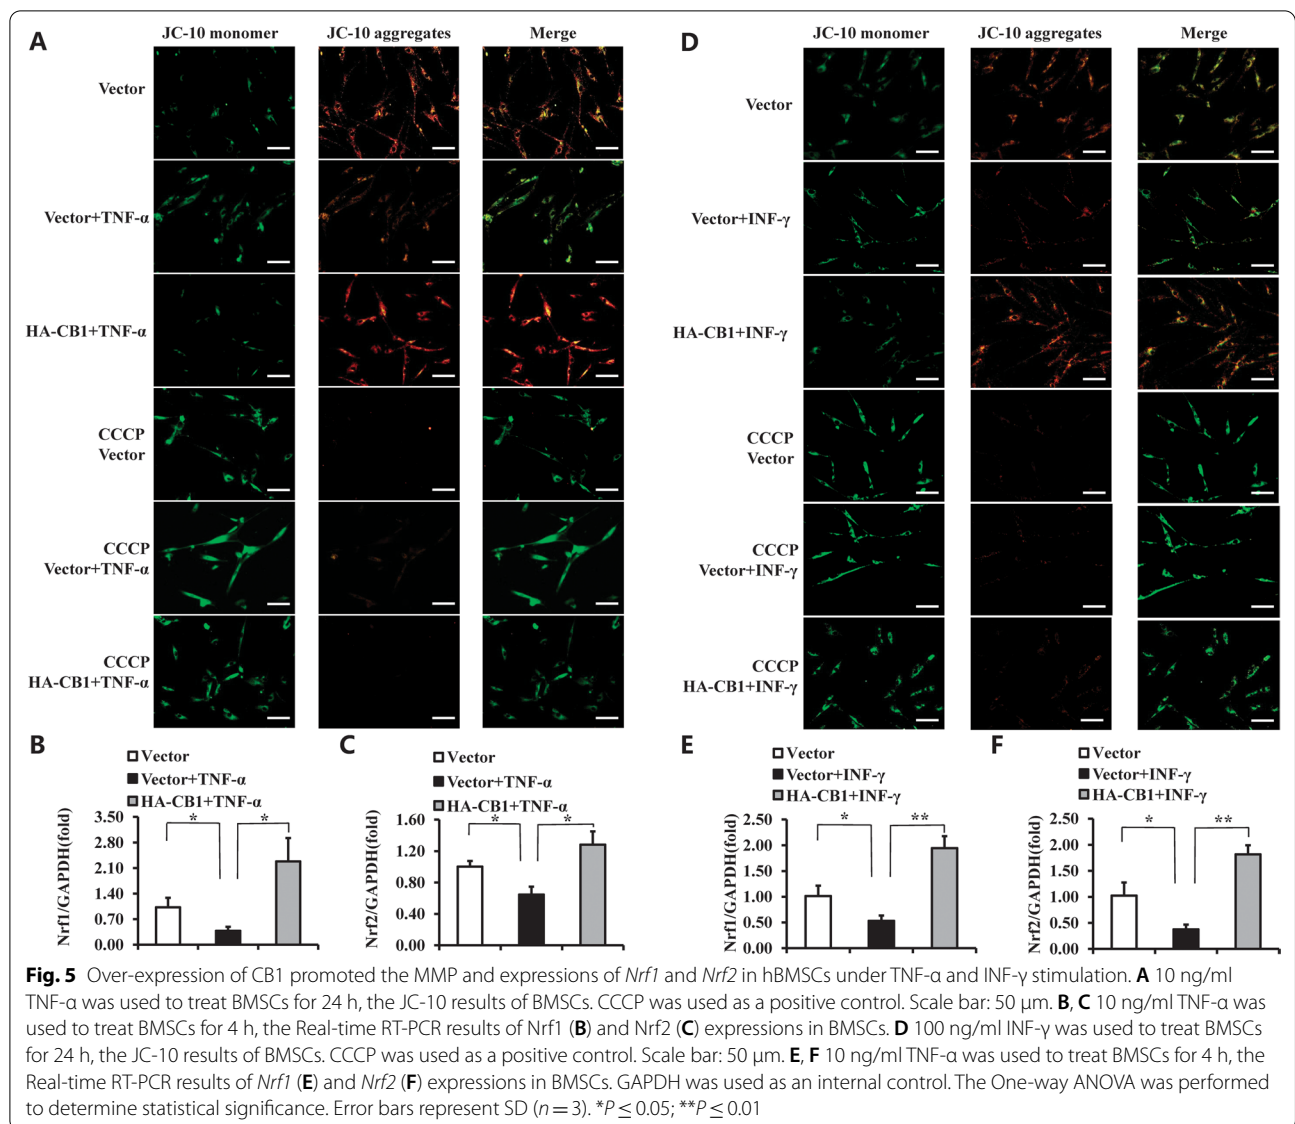 A
JC-10 monomer
JC-10 aggregates
Merge
Vector
Vector+TNF-α
HA-CB1+TNF-α
CCCP
Vector
CCCP
Vector+TNF-α
CCCP
HA-CB1+TNF-α
D
JC-10 monomer
JC-10 aggregates
Merge
Vector
Vector+INF-γ
HA-CB1+INF-γ
CCCP
Vector
CCCP
Vector+INF-γ
CCCP
HA-CB1+INF-γ
B
Vector
Vector+TNF-α
HA-CB1+TNF-α
Nrf1/GAPDH(fold)
3.50
2.80
2.10
1.40
0.70
0.00
*
*
C
Vector
Vector+TNF-α
HA-CB1+TNF-α
Nrf2/GAPDH(fold)
1.60
1.20
0.80
0.40
0.00
*
*
E
Vector
Vector+INF-γ
HA-CB1+INF-γ
Nrf1/GAPDH(fold)
2.50
2.00
1.50
1.00
0.50
0.00
*
**
F
Vector
Vector+INF-γ
HA-CB1+INF-γ
Nrf2/GAPDH(fold)
2.50
2.00
1.50
1.00
0.50
0.00
*
**
Fig. 5 Over-expression of CB1 promoted the MMP and expressions of Nrf1 and Nrf2 in hBMSCs under TNF-α and INF-γ stimulation. A 10 ng/ml
TNF-α was used to treat BMSCs for 24 h, the JC-10 results of BMSCs. CCCP was used as a positive control. Scale bar: 50 μm. B, C 10 ng/ml TNF-α was
used to treat BMSCs for 4 h, the Real-time RT-PCR results of Nrf1 (B) and Nrf2 (C) expressions in BMSCs. D 100 ng/ml INF-γ was used to treat BMSCs
for 24 h, the JC-10 results of BMSCs. CCCP was used as a positive control. Scale bar: 50 μm. E, F 10 ng/ml TNF-α was used to treat BMSCs for 4 h, the
Real-time RT-PCR results of Nrf1 (E) and Nrf2 (F) expressions in BMSCs. GAPDH was used as an internal control. The One-way ANOVA was performed
to determine statistical significance. Error bars represent SD (n = 3). *P ≤ 0.05; **P ≤ 0.01